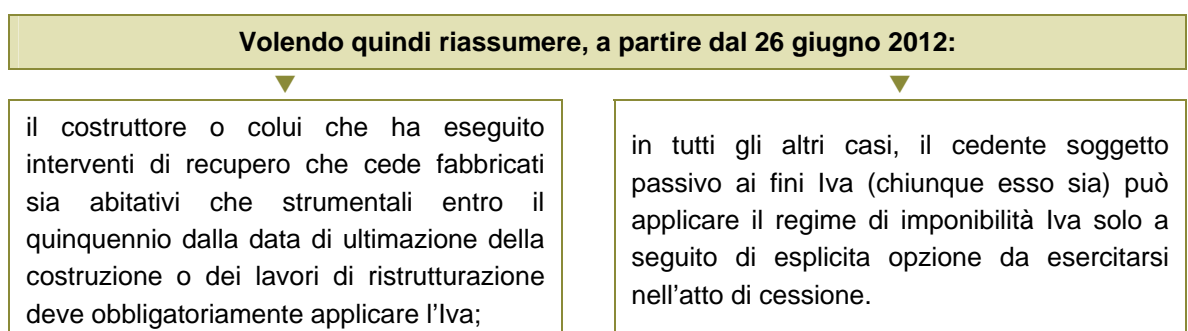 Volendo quindi riassumere, a partire dal 26 giugno 2012:
il costruttore o colui che ha eseguito
interventi di recupero che cede fabbricati
sia abitativi che strumentali entro il
quinquennio dalla data di ultimazione della
costruzione o dei lavori di ristrutturazione
deve obbligatoriamente applicare l'Iva;
in tutti gli altri casi, il cedente soggetto
passivo ai fini Iva (chiunque esso sia) può
applicare il regime di imponibilità Iva solo a
seguito di esplicita opzione da esercitarsi
nell'atto di cessione.